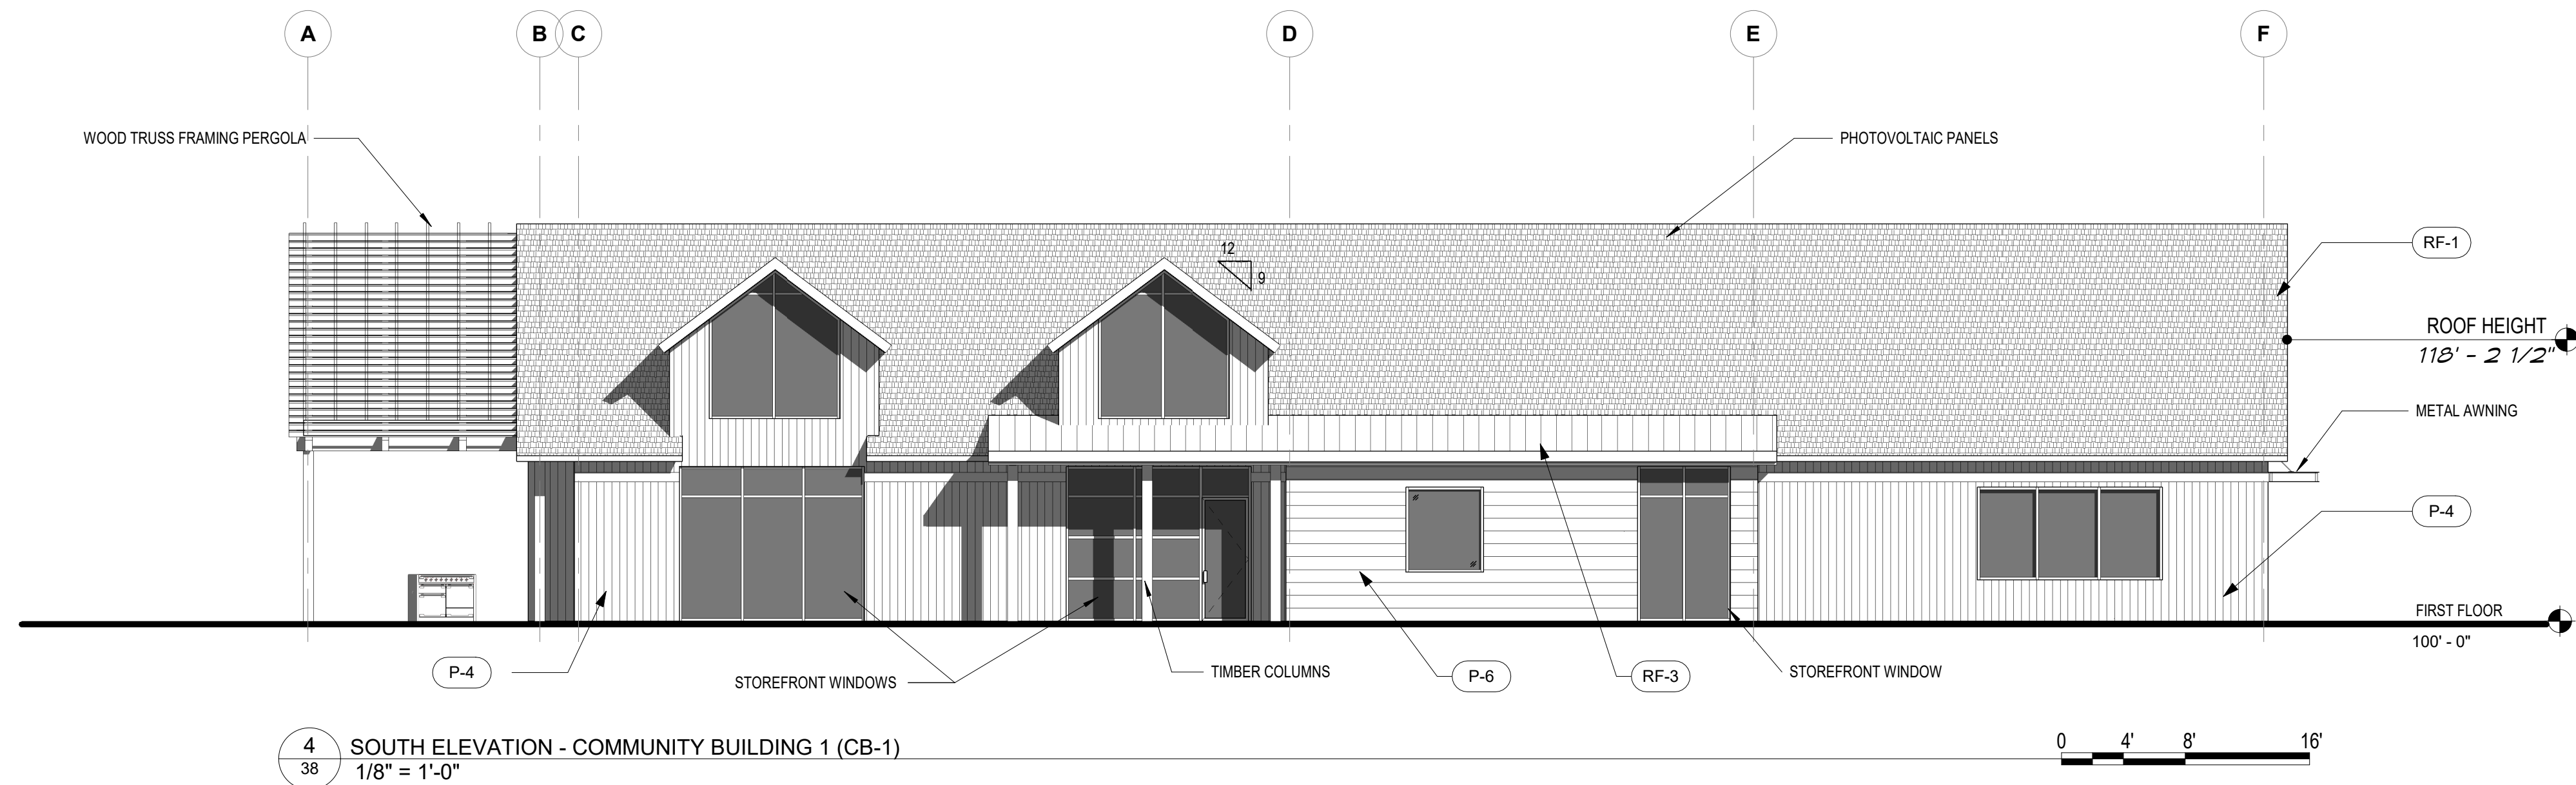 A
B
C
D
E
F
WOOD TRUSS FRAMING PERGOLA
PHOTOVOLTAIC PANELS
12
9
RF-1
ROOF HEIGHT
118' - 2 1/2"
METAL AWNING
P-4
FIRST FLOOR
100' - 0"
P-4
STOREFRONT WINDOWS
TIMBER COLUMNS
P-6
RF-3
STOREFRONT WINDOW
4
38
SOUTH ELEVATION - COMMUNITY BUILDING 1 (CB-1)
1/8" = 1'-0"
0 4' 8' 16'